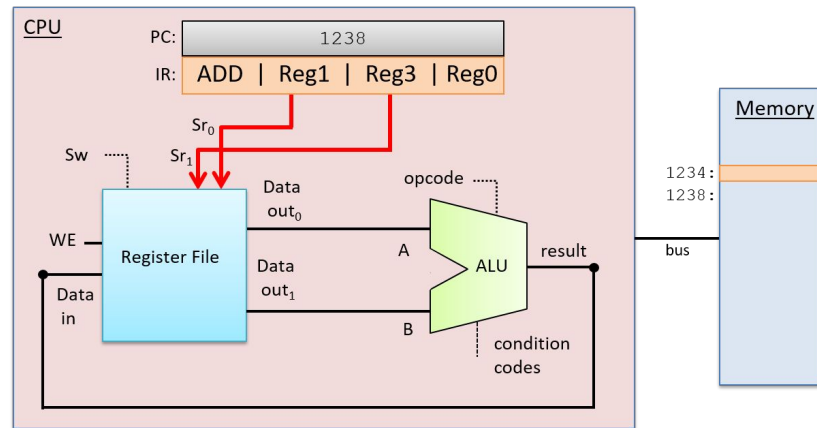 CPU
PC: 1238
IR: ADD | Reg1 | Reg3 | Reg0
Sr0
Sr1
Sw
WE
Data
in
Register File
Data
out0
Data
out1
opcode
A
B
ALU
result
condition
codes
bus
Memory
1234:
1238: